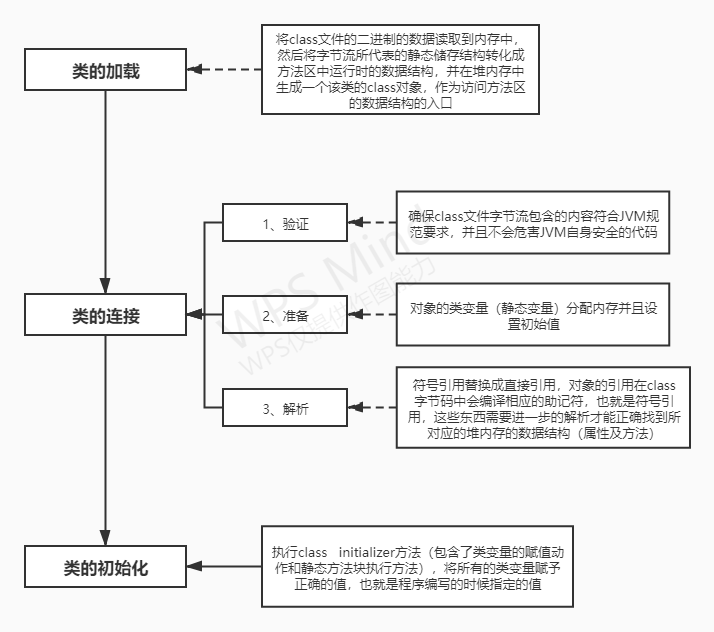 将class文件的二进制的数据读取到内存中，
然后将字节流所代表的静态储存结构转化成
方法区中运行时的数据结构，并在堆内存中
生成一个该类的class对象，作为访问方法区
的数据结构的入口
类的加载
1、验证
确保class文件字节流包含的内容符合JVM规
范要求，并且不会危害JVM自身安全的代码
类的连接
2、准备
对象的类变量（静态变量）分配内存并且设
置初始值
3、解析
符号引用替换成直接引用，对象的引用在class
字节码中会编译相应的助记符，也就是符号引
用，这些东西需要进一步的解析才能正确找到所
对应的堆内存的数据结构（属性及方法）
类的初始化
执行class initializer方法（包含了类变量的赋值动
作和静态方法块执行方法），将所有的类变量赋予
正确的值，也就是程序编写的时候指定的值
WPS Mind
WPS仅提供作图能力